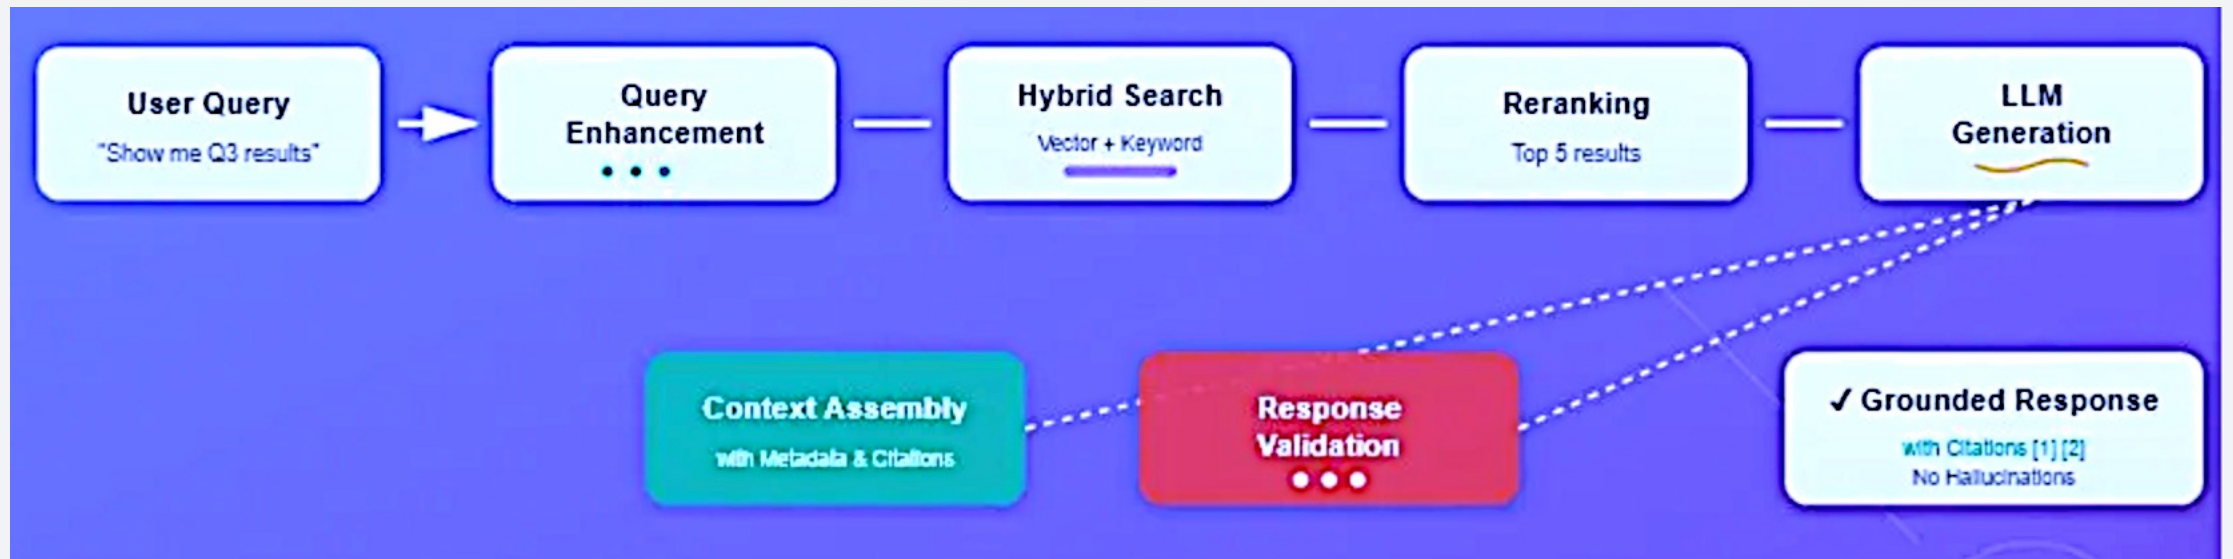 User Query
"Show me Q3 results"
Query
Enhancement
Hybrid Search
Vector + Keyword
Reranking
Top 5 results
LLM
Generation
Context Assembly
with Metadata & Citations
Response
Validation
✓ Grounded Response
with Citations [1] [2]
No Hallucinations